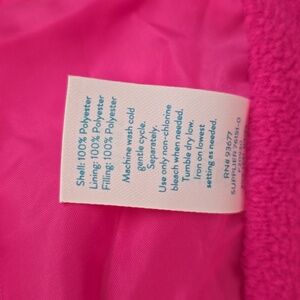 Shell: 100% Polyester
Lining: 100% Polyester
Filling: 100% Polyester
Machine wash cold
gentle cycle.
Separately.
Use only non-chlorine
bleach when needed.
Tumble dry low.
Iron on lowest
setting as needed.
RN# 93677